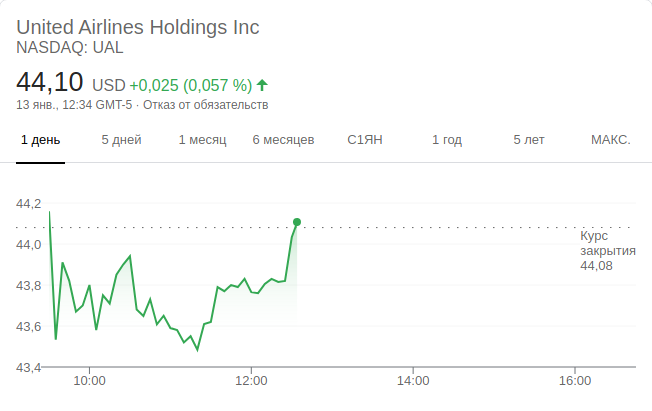 United Airlines Holdings Inc
NASDAQ: UAL
44,10 USD +0,025 (0,057 %)
13 янв., 12:34 GMT-5 · Отказ от обязательств
1 день 5 дней 1 месяц 6 месяцев С1ЯН 1 год 5 лет МАКС.
44,2
44,0
43,8
43,6
43,4
Курс
закрытия
44,08
10:00 12:00 14:00 16:00